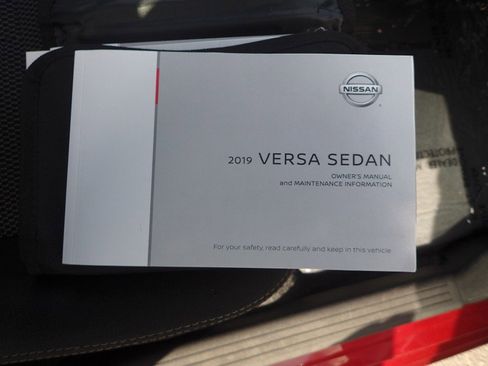 NISSAN
2019 VERSA SEDAN
OWNER'S MANUAL
and MAINTENANCE INFORMATION
For your safety, read carefully and keep in this vehicle.